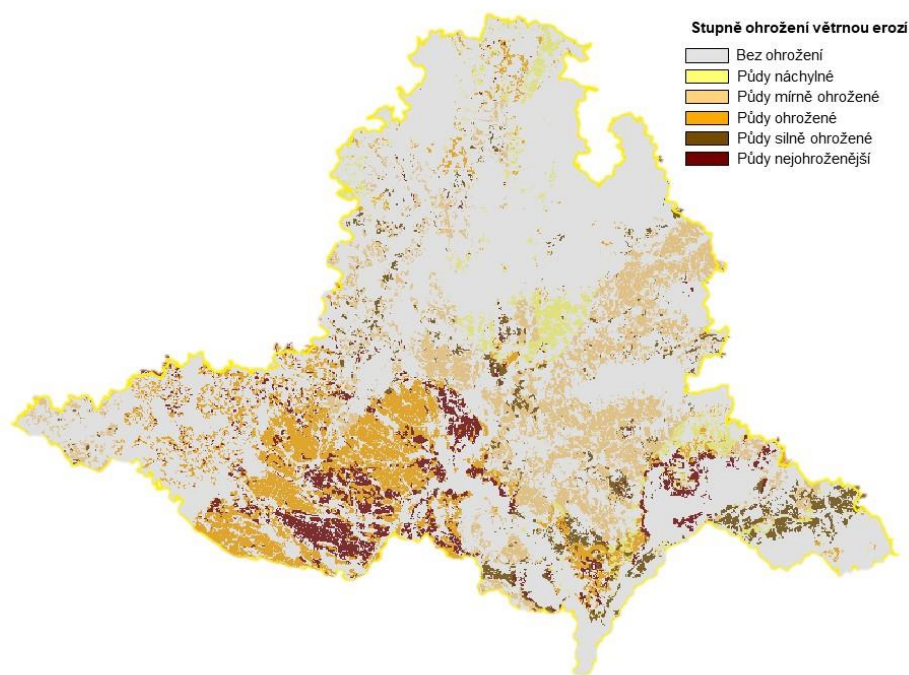 Stupně ohrožení větrnou erozí
Bez ohrožení
Půdy náchylné
Půdy mírně ohrožené
Půdy ohrožené
Půdy silně ohrožené
Půdy nejohroženější